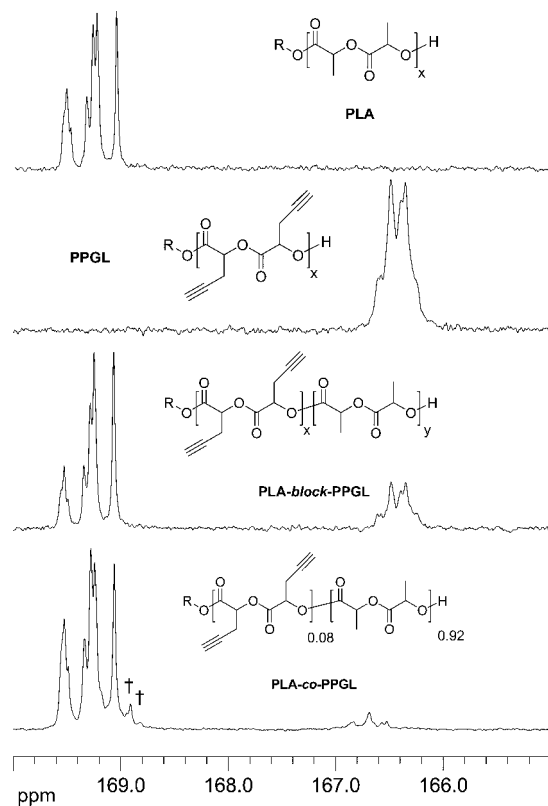 R
O
O
O
O
O
H
x
PLA
PPGL
R
O
O
O
O
O
H
x
R
O
O
O
O
O
x
O
O
O
O
H
y
PLA-block-PPGL
R
O
O
O
O
O
0.08
O
O
O
O
H
0.92
PLA-co-PPGL
† †
ppm 169.0 168.0 167.0 166.0